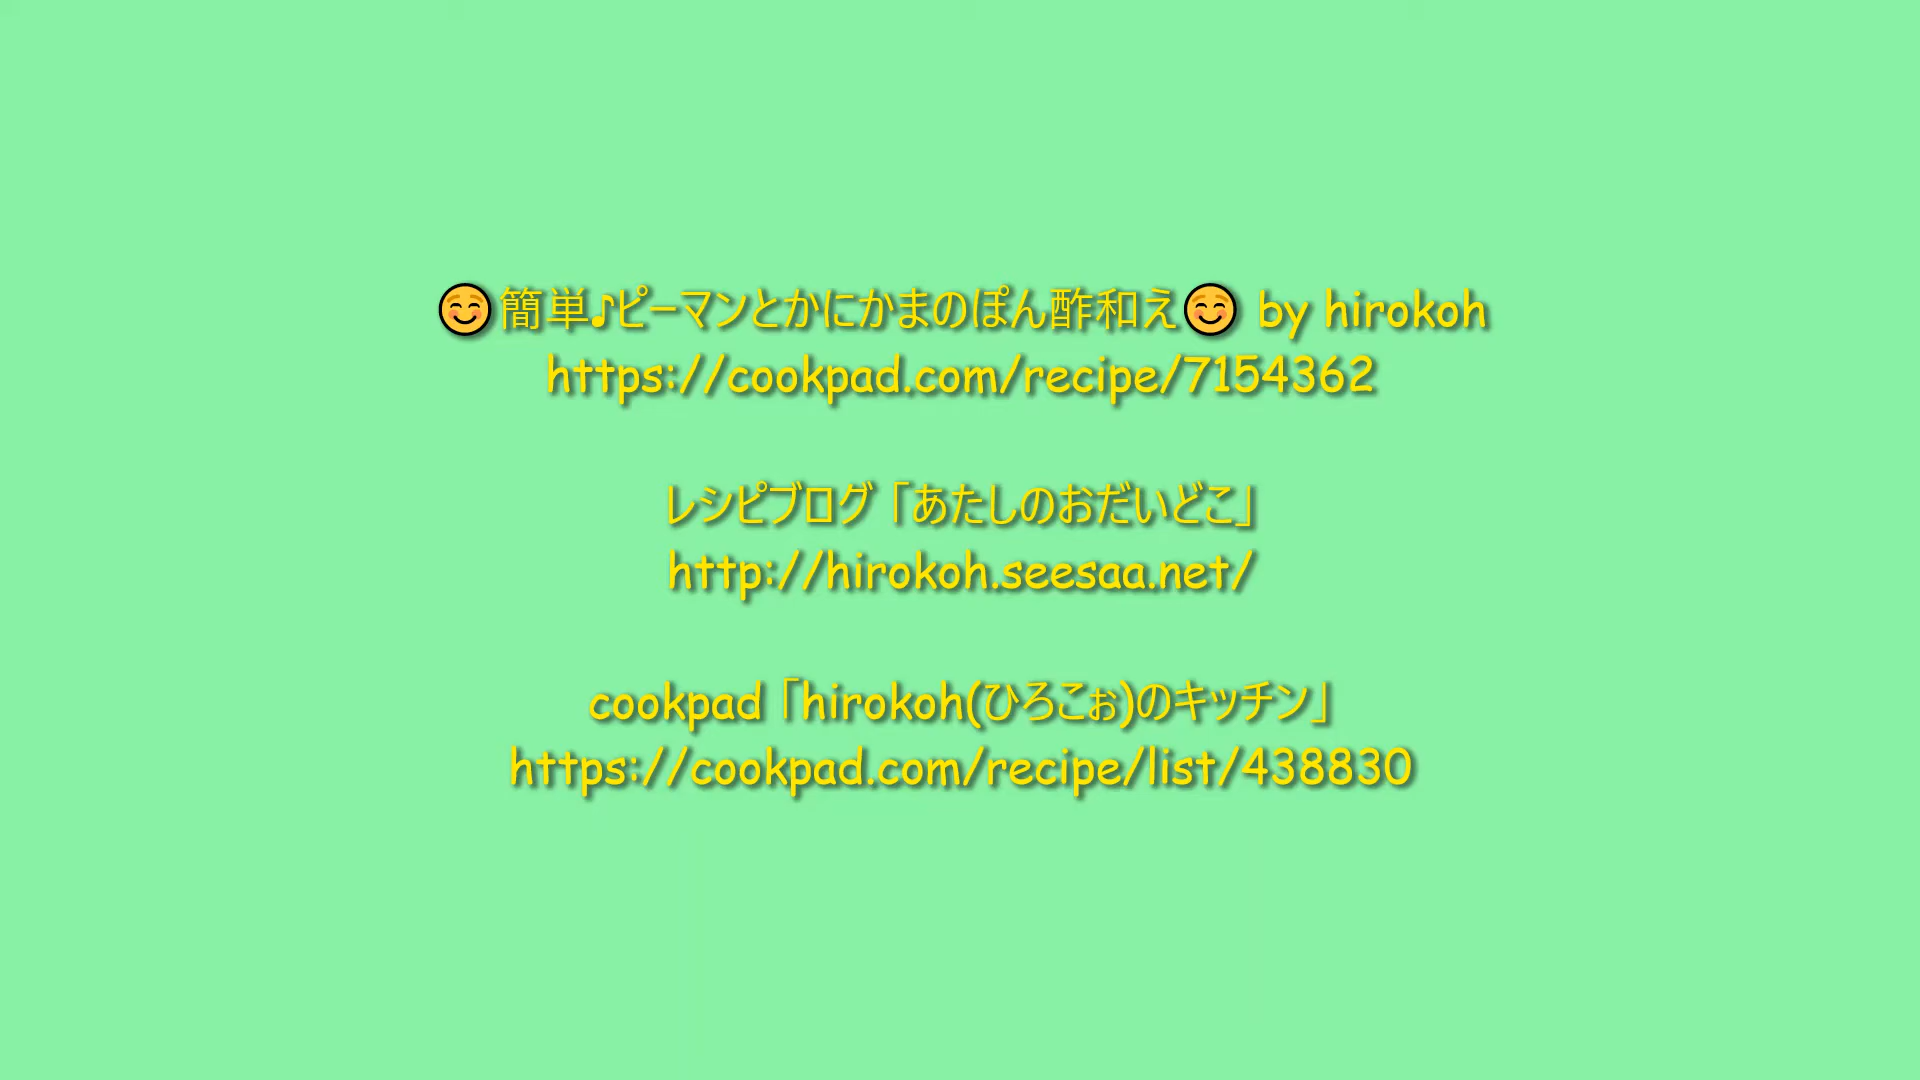 😊簡単♪ピーマンとかにかまのぽん酢和え😊 by hirokoh
https://cookpad.com/recipe/7154362
レシピブログ「あたしのおだいどこ」
http://hirokoh.seesaa.net/
cookpad「hirokoh(ひろこぉ)のキッチン」
https://cookpad.com/recipe/list/438830